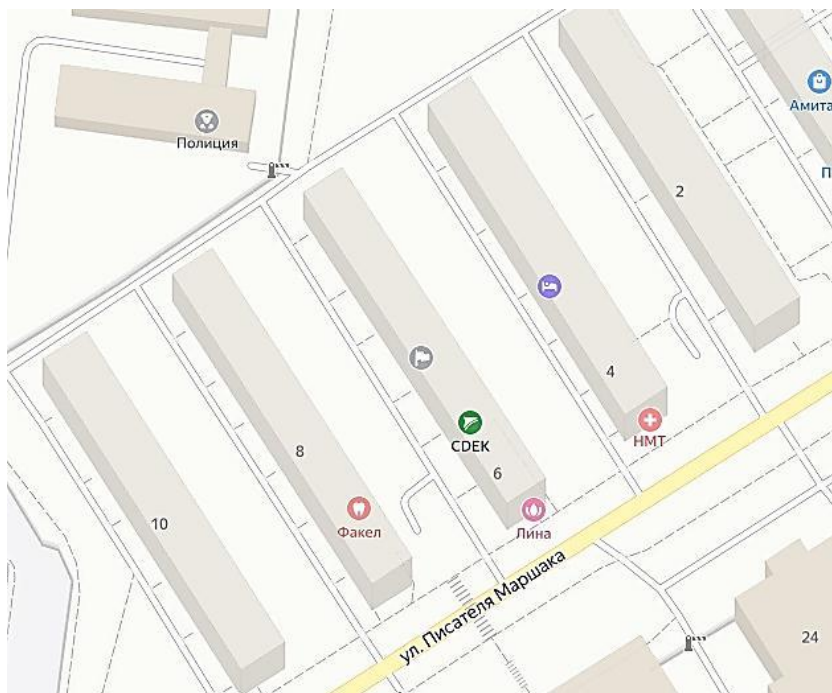 Амита
Полиция
П
2
4
НМТ
8
CDEK
6
10
Факел
Лина
ул. Писателя Маршака
24